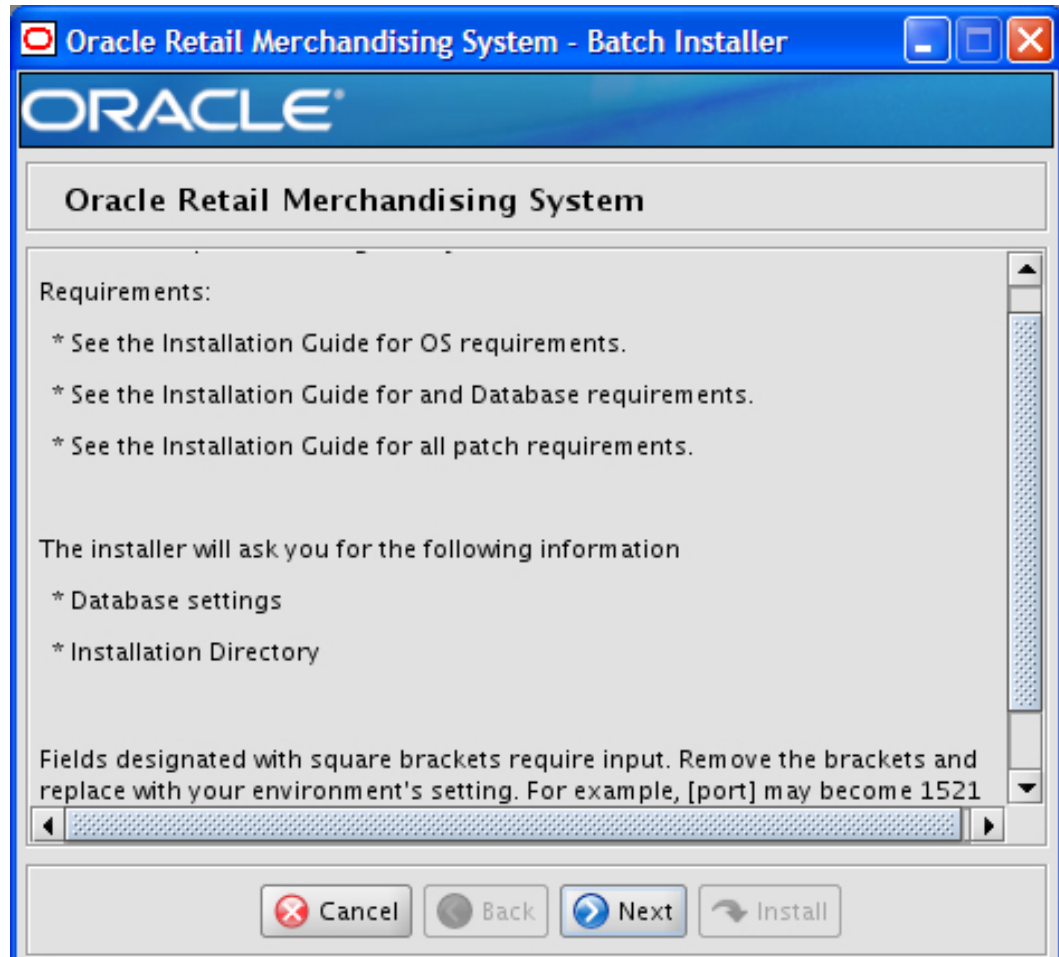 Oracle Retail Merchandising System - Batch Installer
ORACLE
Oracle Retail Merchandising System
Requirements:
* See the Installation Guide for OS requirements.
* See the Installation Guide for and Database requirements.
* See the Installation Guide for all patch requirements.
The installer will ask you for the following information
* Database settings
* Installation Directory
Fields designated with square brackets require input. Remove the brackets and
replace with your environment's setting. For example, [port] may become 1521
Cancel
Back
Next
Install